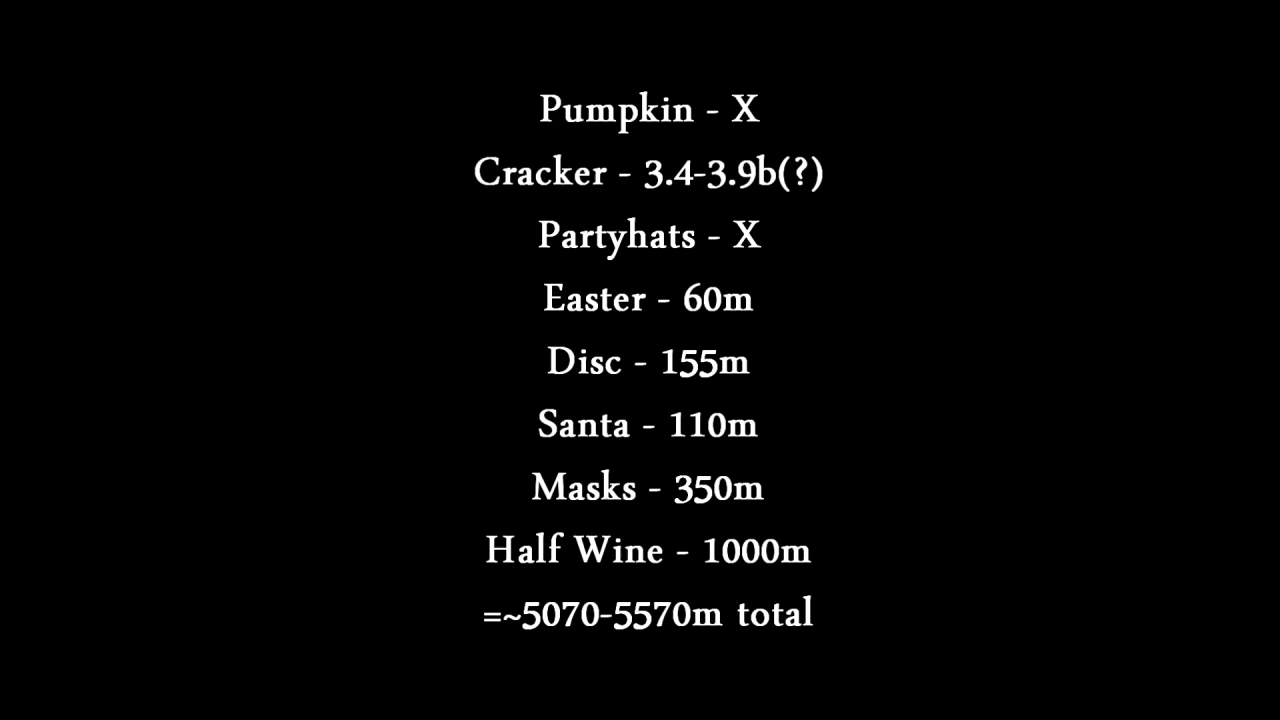 Pumpkin - X
Cracker - 3.4-3.9b(?)
Partyhats - X
Easter - 60m
Disc - 155m
Santa - 110m
Masks - 350m
Half Wine - 1000m
=~5070-5570m total